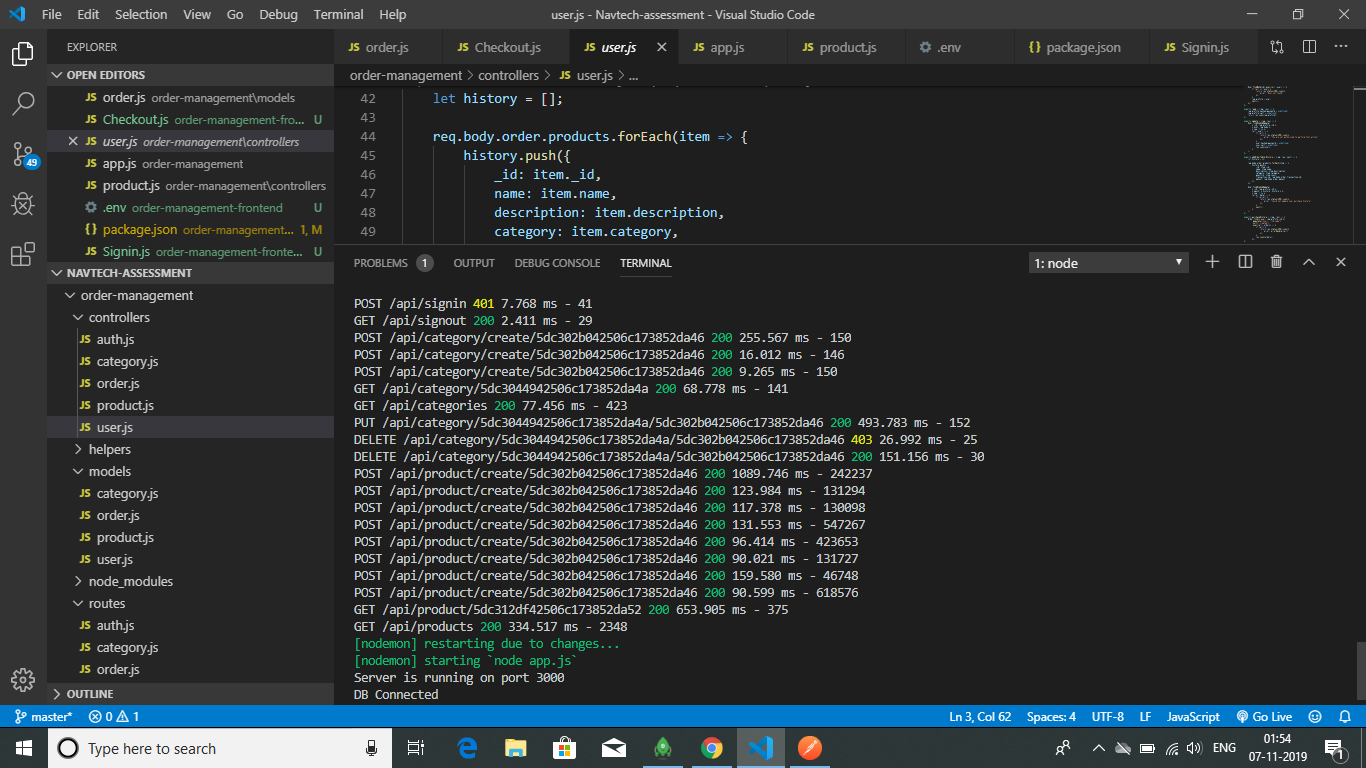 File Edit Selection View Go Debug Terminal Help user.js - Navtech-assessment - Visual Studio Code
EXPLORER
OPEN EDITORS
JS order.js order-management\models
JS Checkout.js order-management-fro... U
JS user.js order-management\controllers
JS app.js order-management
JS product.js order-management\controllers
.env order-management-frontend U
{} package.json order-management... 1, M
JS Signin.js order-management-fronte... U
NAVTECH-ASSESSMENT
order-management
controllers
JS auth.js
JS category.js
JS order.js
JS product.js
JS user.js
helpers
models
JS category.js
JS order.js
JS product.js
JS user.js
node_modules
routes
JS auth.js
JS category.js
JS order.js
OUTLINE
49
JS order.js JS Checkout.js JS user.js JS app.js JS product.js .env {} package.json JS Signin.js
order-management > controllers > JS user.js > ...
42 let history = [];
43
44 req.body.order.products.forEach(item => {
45 history.push({
46 _id: item._id,
47 name: item.name,
48 description: item.description,
49 category: item.category,
PROBLEMS 1 OUTPUT DEBUG CONSOLE TERMINAL 1: node
POST /api/signin 401 7.768 ms - 41
GET /api/signout 200 2.411 ms - 29
POST /api/category/create/5dc302b042506c173852da46 200 255.567 ms - 150
POST /api/category/create/5dc302b042506c173852da46 200 16.012 ms - 146
POST /api/category/create/5dc302b042506c173852da46 200 9.265 ms - 150
GET /api/category/5dc3044942506c173852da4a 200 68.778 ms - 141
GET /api/categories 200 77.456 ms - 423
PUT /api/category/5dc3044942506c173852da4a/5dc302b042506c173852da46 200 493.783 ms - 152
DELETE /api/category/5dc3044942506c173852da4a/5dc302b042506c173852da46 403 26.992 ms - 25
DELETE /api/category/5dc3044942506c173852da4a/5dc302b042506c173852da46 200 151.156 ms - 30
POST /api/product/create/5dc302b042506c173852da46 200 1089.746 ms - 242237
POST /api/product/create/5dc302b042506c173852da46 200 123.984 ms - 131294
POST /api/product/create/5dc302b042506c173852da46 200 117.378 ms - 130098
POST /api/product/create/5dc302b042506c173852da46 200 131.553 ms - 547267
POST /api/product/create/5dc302b042506c173852da46 200 96.414 ms - 423653
POST /api/product/create/5dc302b042506c173852da46 200 90.021 ms - 131727
POST /api/product/create/5dc302b042506c173852da46 200 159.580 ms - 46748
POST /api/product/create/5dc302b042506c173852da46 200 90.599 ms - 618576
GET /api/product/5dc312df42506c173852da52 200 653.905 ms - 375
GET /api/products 200 334.517 ms - 2348
[nodemon] restarting due to changes...
[nodemon] starting `node app.js`
Server is running on port 3000
DB Connected
master* 0 1 Ln 3, Col 62 Spaces: 4 UTF-8 LF JavaScript Go Live
Type here to search ENG 01:54
07-11-2019 1